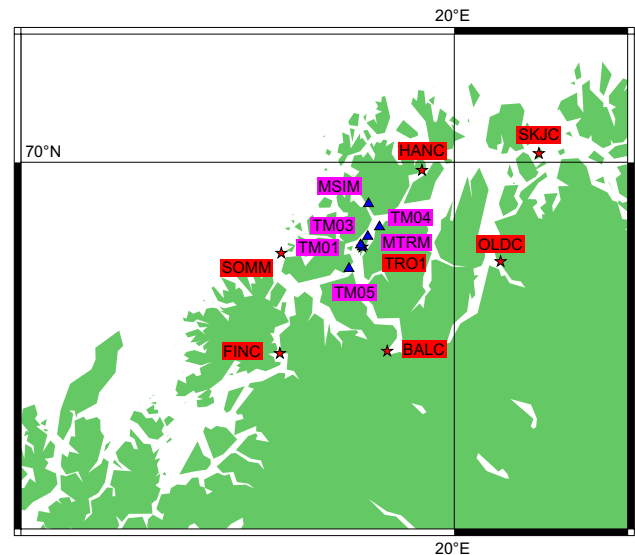 20°E
SKJC
70°N
HANC
MSIM
TM04
TM03
MTRM
OLDC
TM01
TRO1
SOMM
TM05
FINC
BALC
20°E